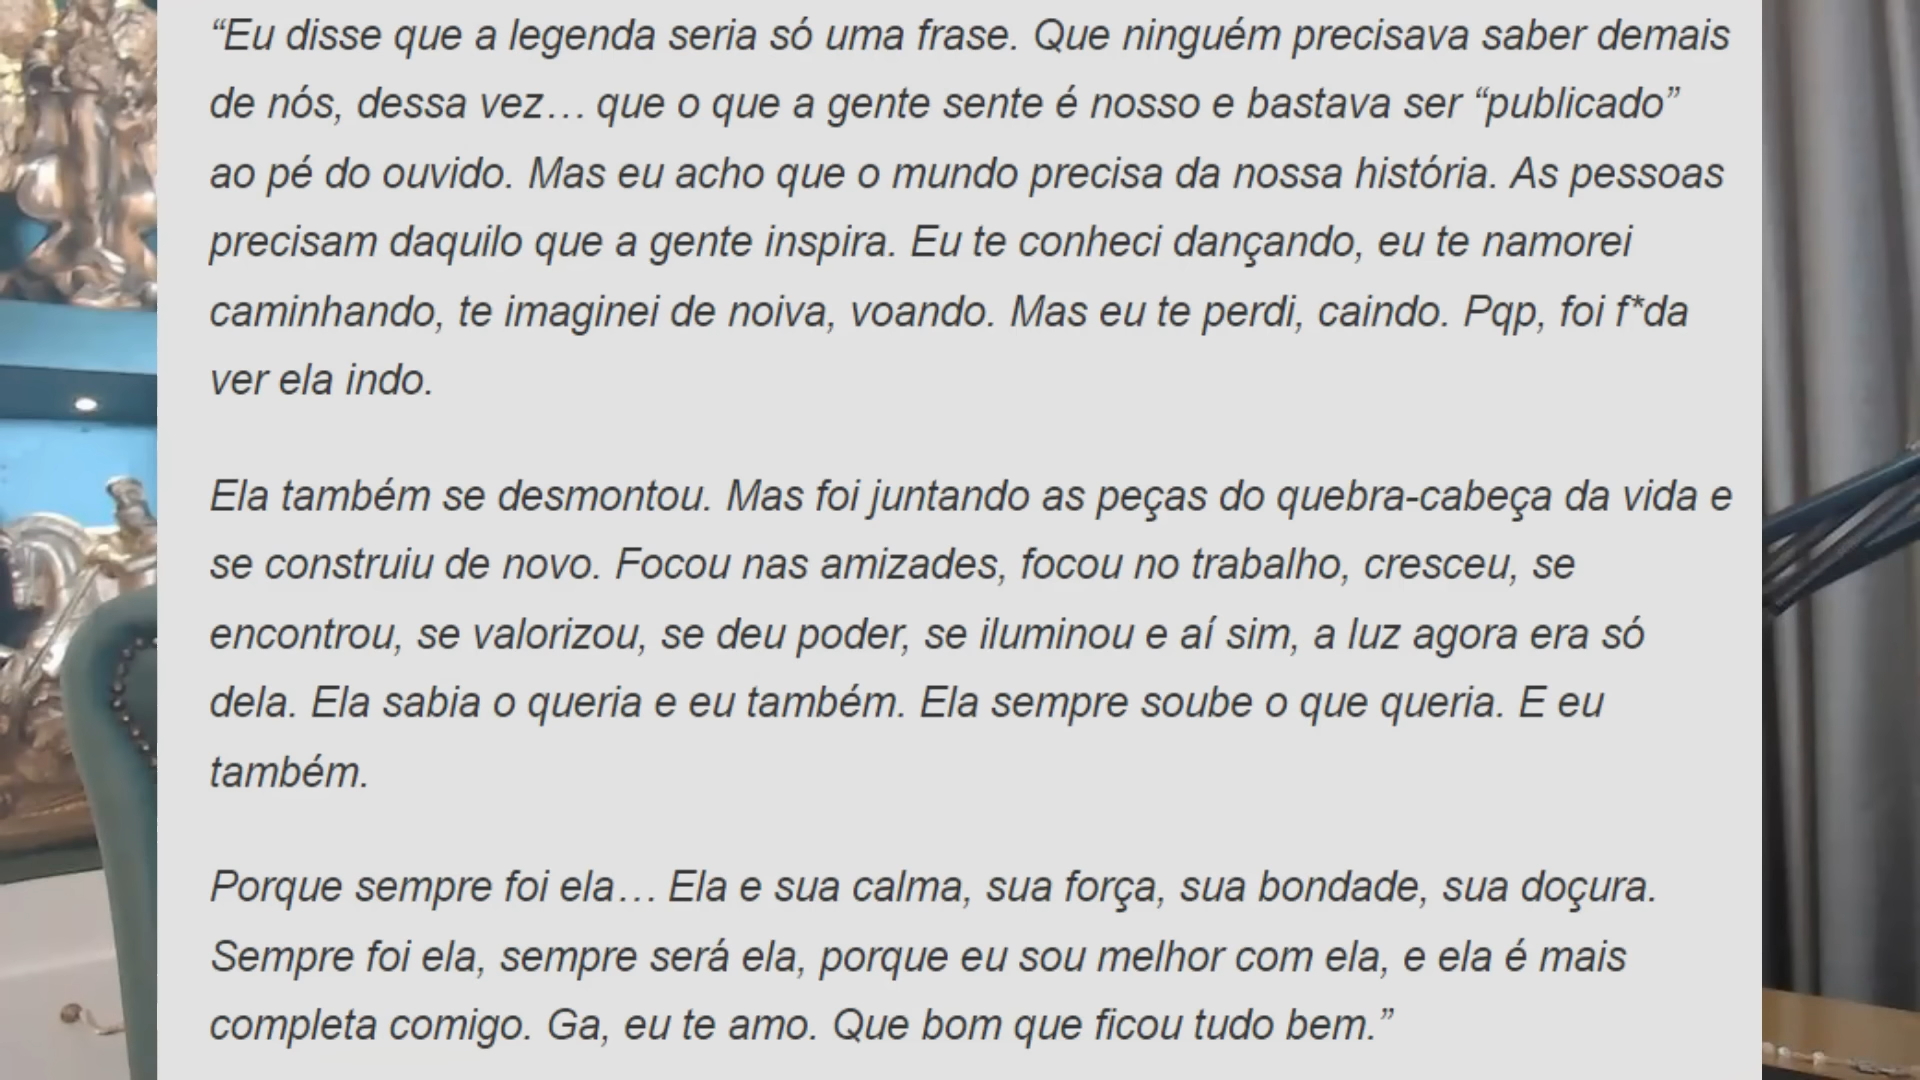 “Eu disse que a legenda seria só uma frase. Que ninguém precisava saber demais
de nós, dessa vez… que o que a gente sente é nosso e bastava ser “publicado”
ao pé do ouvido. Mas eu acho que o mundo precisa da nossa história. As pessoas
precisam daquilo que a gente inspira. Eu te conheci dançando, eu te namorei
caminhando, te imaginei de noiva, voando. Mas eu te perdi, caindo. Pqp, foi f*da
ver ela indo.
Ela também se desmontou. Mas foi juntando as peças do quebra-cabeça da vida e
se construiu de novo. Focou nas amizades, focou no trabalho, cresceu, se
encontrou, se valorizou, se deu poder, se iluminou e aí sim, a luz agora era só
dela. Ela sabia o queria e eu também. Ela sempre soube o que queria. E eu
também.
Porque sempre foi ela… Ela e sua calma, sua força, sua bondade, sua doçura.
Sempre foi ela, sempre será ela, porque eu sou melhor com ela, e ela é mais
completa comigo. Ga, eu te amo. Que bom que ficou tudo bem.”